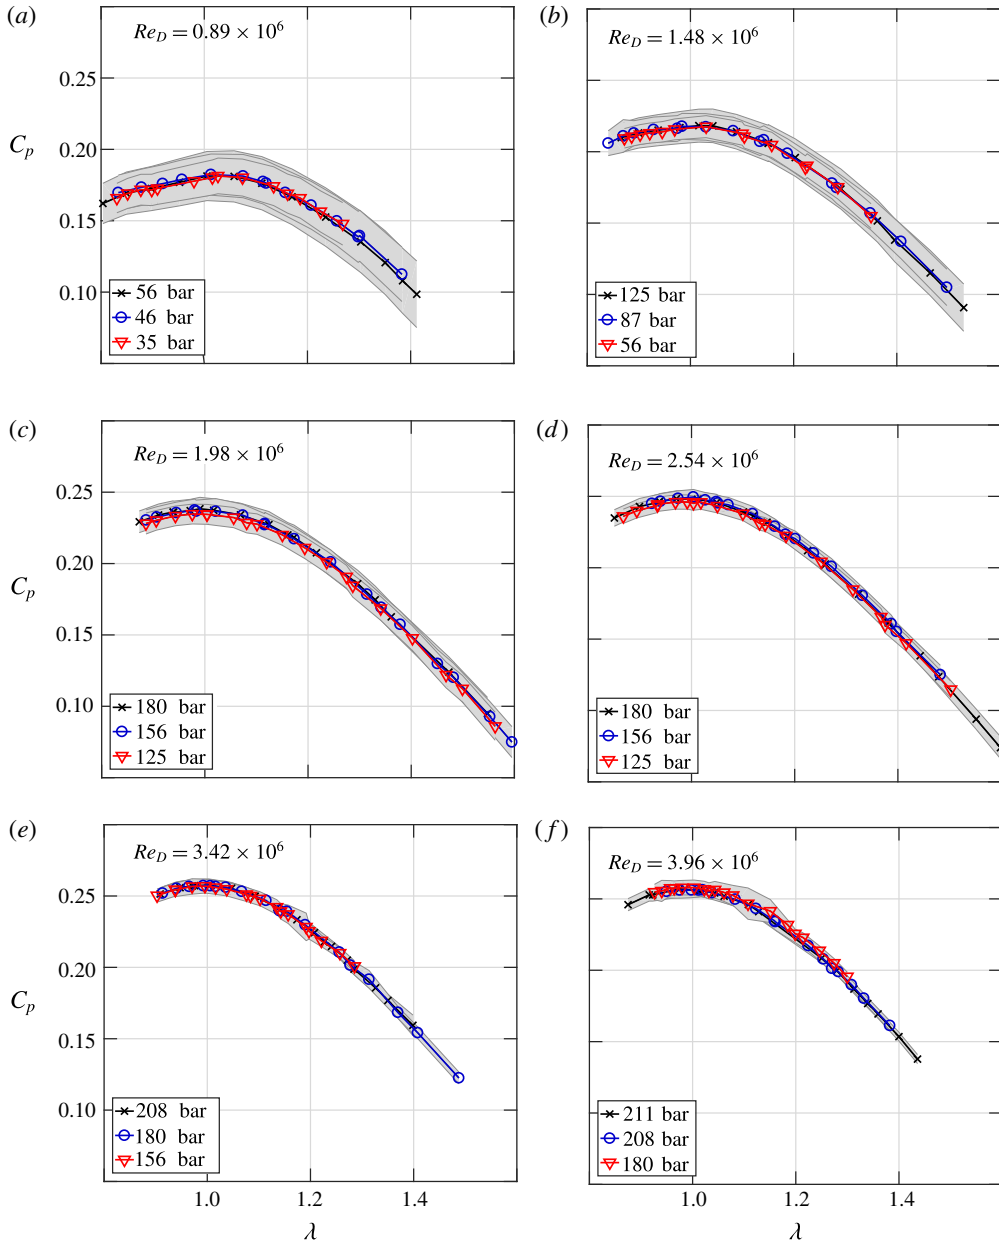 (a)
Re_D = 0.89 × 10^6
0.25
0.20
0.15
0.10
C_p
56 bar
46 bar
35 bar
(b)
Re_D = 1.48 × 10^6
125 bar
87 bar
56 bar
(c)
Re_D = 1.98 × 10^6
0.25
0.20
0.15
0.10
C_p
180 bar
156 bar
125 bar
(d)
Re_D = 2.54 × 10^6
180 bar
156 bar
125 bar
(e)
Re_D = 3.42 × 10^6
0.25
0.20
0.15
0.10
C_p
208 bar
180 bar
156 bar
1.0 1.2 1.4
λ
(f)
Re_D = 3.96 × 10^6
211 bar
208 bar
180 bar
1.0 1.2 1.4
λ